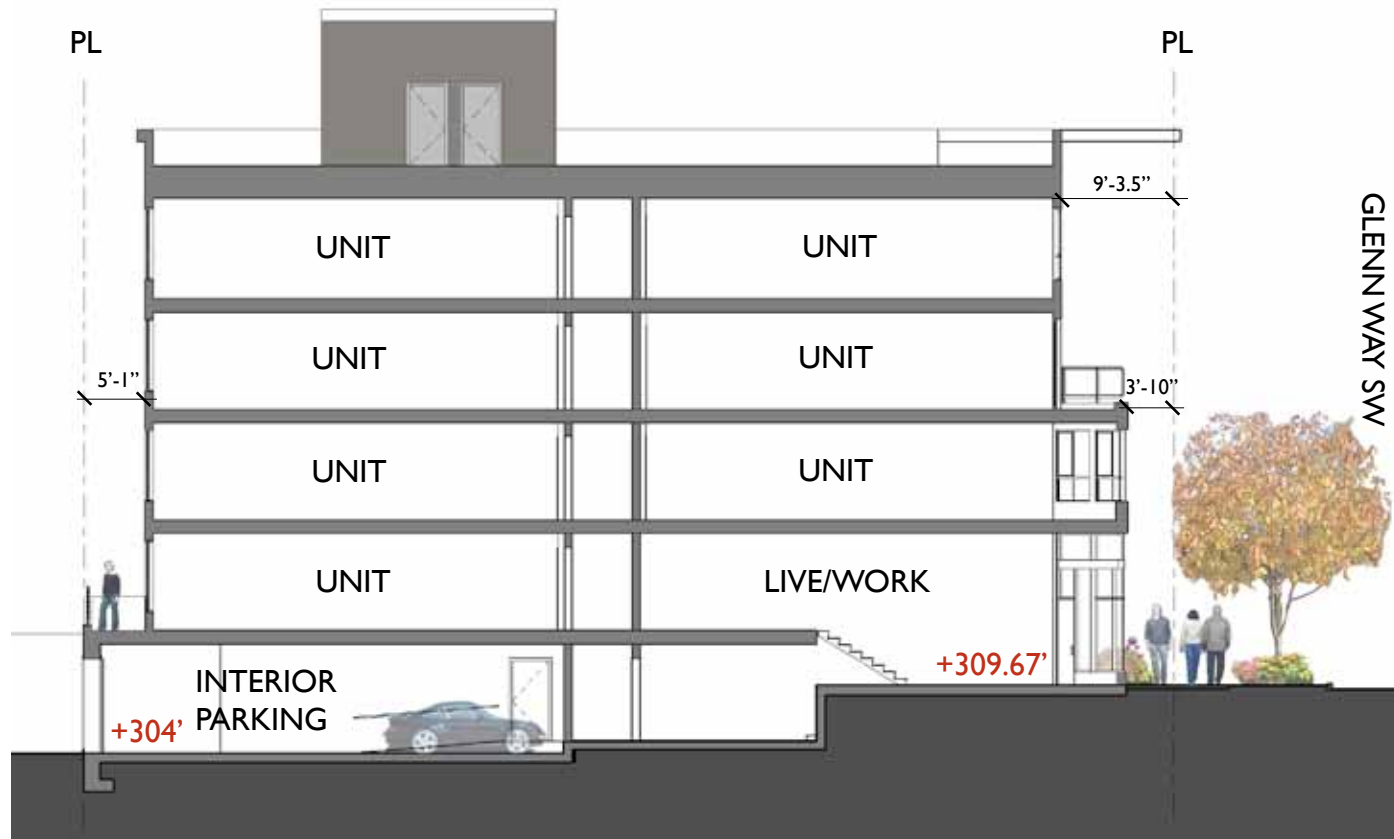 PL
PL
9’-3.5”
GLENN WAY SW
UNIT
UNIT
UNIT
UNIT
5’-1”
3’-10”
UNIT
UNIT
UNIT
LIVE/WORK
+309.67’
INTERIOR
PARKING
+304’